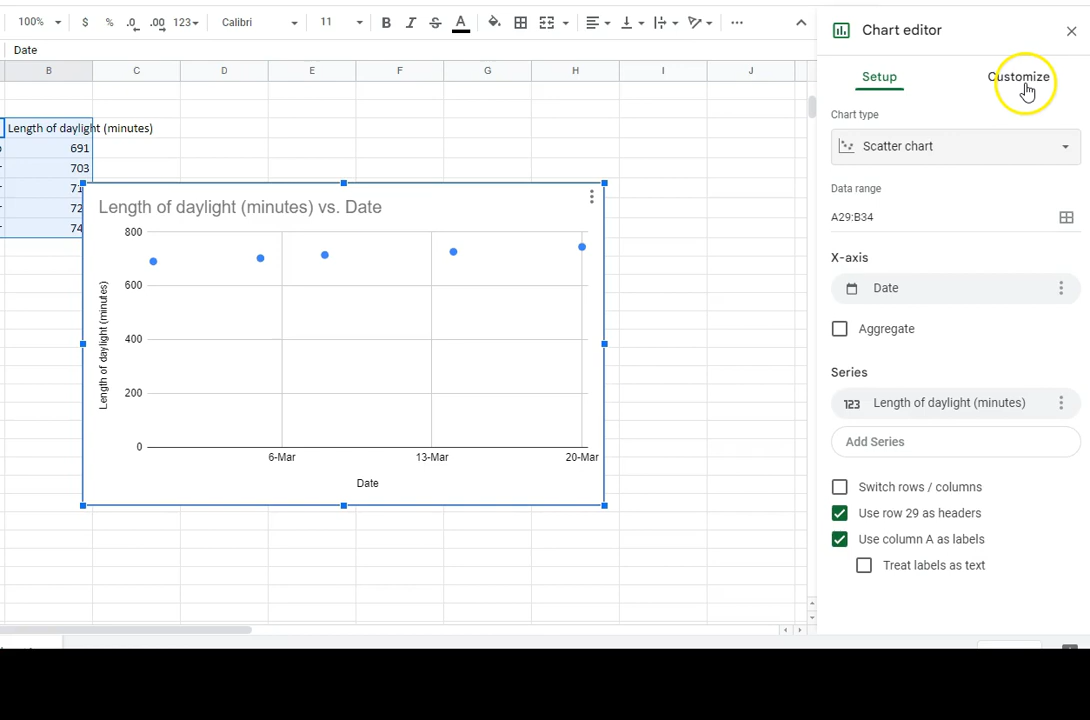 100% $ % .0 .00 123 Calibri 11 B I S A
Date
B C D E F G H I J
Length of daylight (minutes)
691
703
71
72
74
Length of daylight (minutes) vs. Date
800
600
400
200
0
Length of daylight (minutes)
6-Mar 13-Mar 20-Mar
Date
Chart editor
Setup Customize
Chart type
Scatter chart
Data range
A29:B34
X-axis
Date
Aggregate
Series
123 Length of daylight (minutes)
Add Series
Switch rows / columns
Use row 29 as headers
Use column A as labels
Treat labels as text